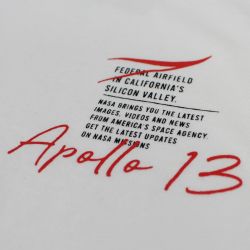 FEDERAL AIRFIELD
IN CALIFORNIA'S
SILICON VALLEY.
NASA BRINGS YOU THE LATEST
IMAGES, VIDEOS AND NEWS
FROM AMERICA'S SPACE AGENCY.
GET THE LATEST UPDATES
ON NASA MISSIONS
Apollo 13